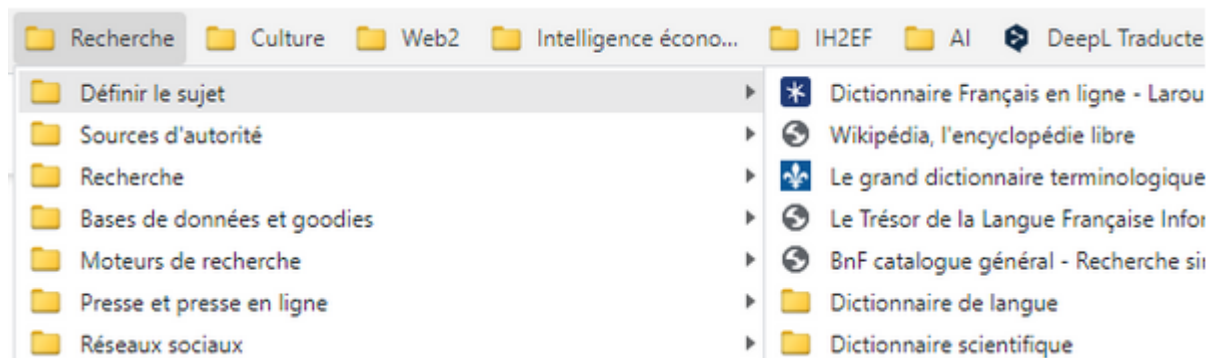 Recherche Culture Web2 Intelligence écono... IH2EF AI DeepL Traducte
Définir le sujet
Sources d'autorité
Recherche
Bases de données et goodies
Moteurs de recherche
Presse et presse en ligne
Réseaux sociaux
Dictionnaire Français en ligne - Larou
Wikipédia, l'encyclopédie libre
Le grand dictionnaire terminologique
Le Trésor de la Langue Française Infor
BnF catalogue général - Recherche sir
Dictionnaire de langue
Dictionnaire scientifique